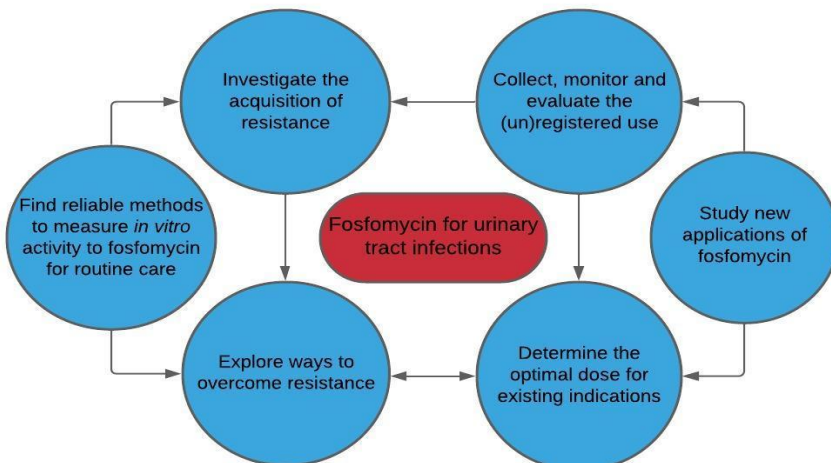 Investigate the
acquisition of
resistance
Collect, monitor and
evaluate the
(un)registered use
Find reliable methods
to measure in vitro
activity to fosfomycin
for routine care
Fosfomycin for urinary
tract infections
Study new
applications of
fosfomycin
Explore ways to
overcome resistance
Determine the
optimal dose for
existing indications